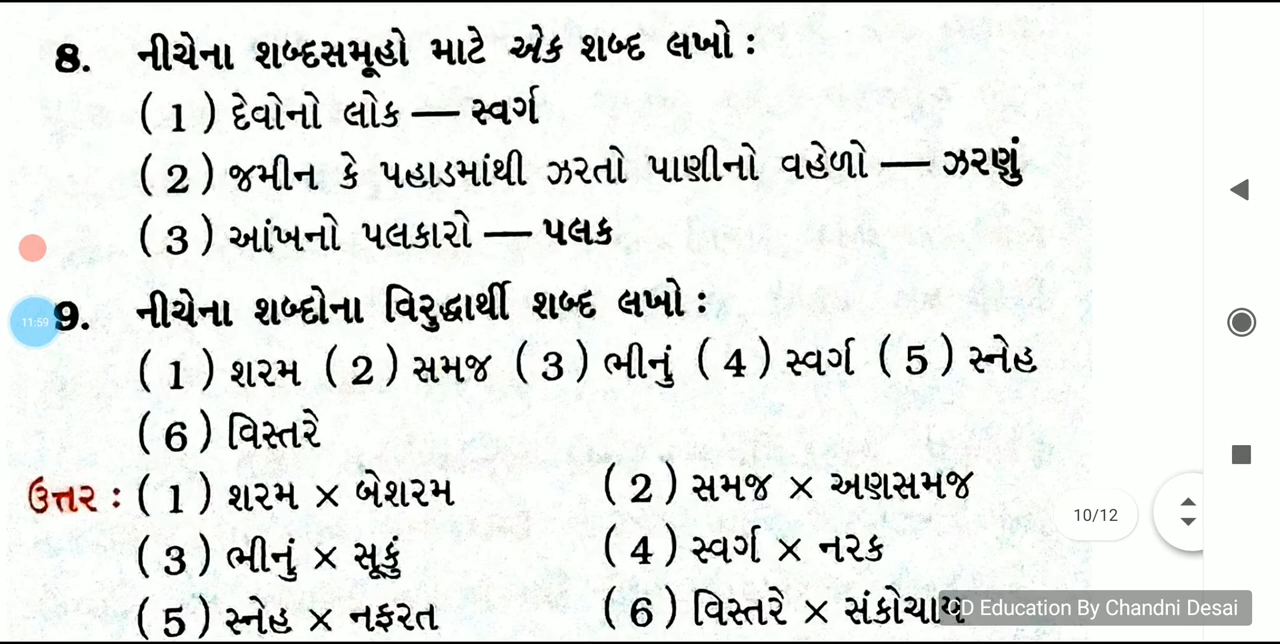 8. નીચેના શબ્દસમૂહો માટે એક શબ્દ લખો :
( 1 ) દેવોનો લોક — સ્વર્ગ
( 2 ) જમીન કે પહાડમાંથી ઝરતો પાણીનો વહેળો — ઝરણું
( 3 ) આંખનો પલકારો — પલક
11:59
9. નીચેના શબ્દોના વિરુદ્ધાર્થી શબ્દ લખો :
( 1 ) શરમ ( 2 ) સમજ ( 3 ) ભીનું ( 4 ) સ્વર્ગ ( 5 ) સ્નેહ
( 6 ) વિસ્તરે
ઉત્તર : ( 1 ) શરમ × બેશરમ ( 2 ) સમજ × અણસમજ
10/12
( 3 ) ભીનું × સૂકું ( 4 ) સ્વર્ગ × નરક
( 5 ) સ્નેહ × નફરત ( 6 ) વિસ્તરે × સંકોચાય
CD Education By Chandni Desai